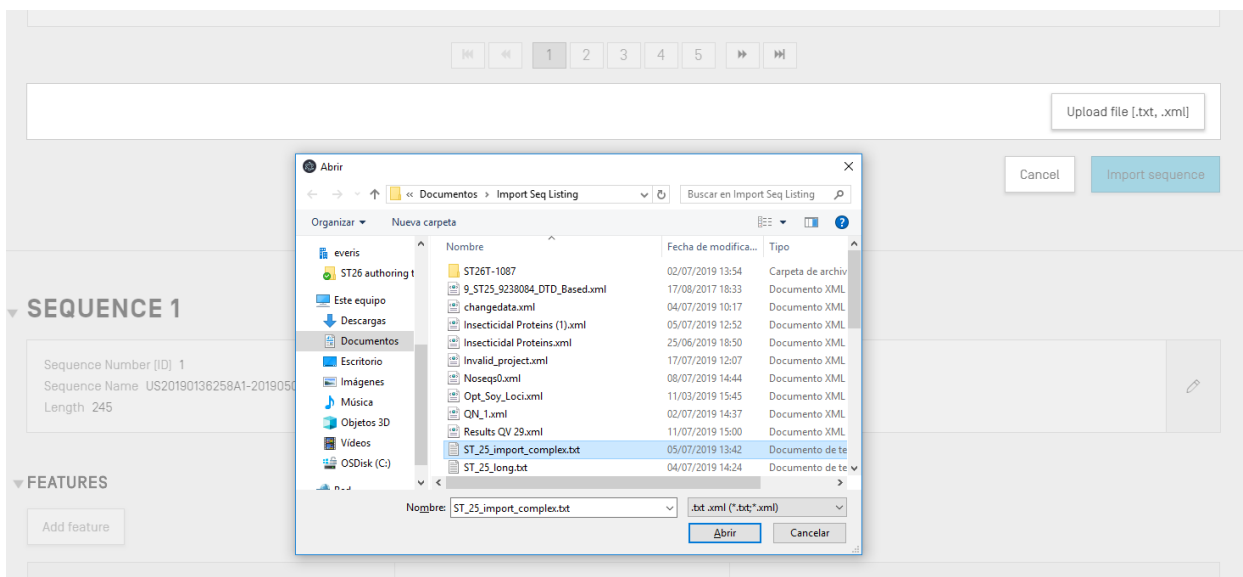 1 2 3 4 5
Upload file [.txt, .xml]
Cancel
Import sequence
Abrir
« Documentos > Import Seq Listing
Buscar en Import Seq Listing
Organizar
Nueva carpeta
everis
ST26 authoring t
Este equipo
Descargas
Documentos
Escritorio
Imágenes
Música
Objetos 3D
Vídeos
OSDisk (C:)
Nombre Fecha de modifica... Tipo
ST26T-1087 02/07/2019 13:54 Carpeta de archiv
9_ST25_9238084_DTD_Based.xml 17/08/2017 18:33 Documento XML
changedata.xml 04/07/2019 10:17 Documento XML
Insecticidal Proteins (1).xml 05/07/2019 12:52 Documento XML
Insecticidal Proteins.xml 25/06/2019 18:50 Documento XML
Invalid_project.xml 17/07/2019 12:07 Documento XML
Noseqs0.xml 08/07/2019 14:44 Documento XML
Opt_Soy_Loci.xml 11/03/2019 15:45 Documento XML
QN_1.xml 02/07/2019 14:37 Documento XML
Results QV 29.xml 11/07/2019 15:00 Documento XML
ST_25_import_complex.txt 05/07/2019 13:42 Documento de te
ST_25_long.txt 04/07/2019 14:24 Documento de te
Nombre: ST_25_import_complex.txt
.txt .xml (*.txt;*.xml)
Abrir
Cancelar
SEQUENCE 1
Sequence Number [ID] 1
Sequence Name US20190136258A1-2019050
Length 245
FEATURES
Add feature